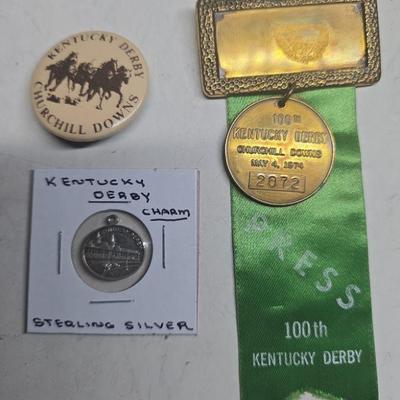 KENTUCKY DERBY
CHURCHILL DOWNS
100TH
KENTUCKY DERBY
CHURCHILL DOWNS
MAY 4, 1974
2072
PRESS
100th
KENTUCKY DERBY
KENTUCKY
DERBY
CHARM
STERLING SILVER